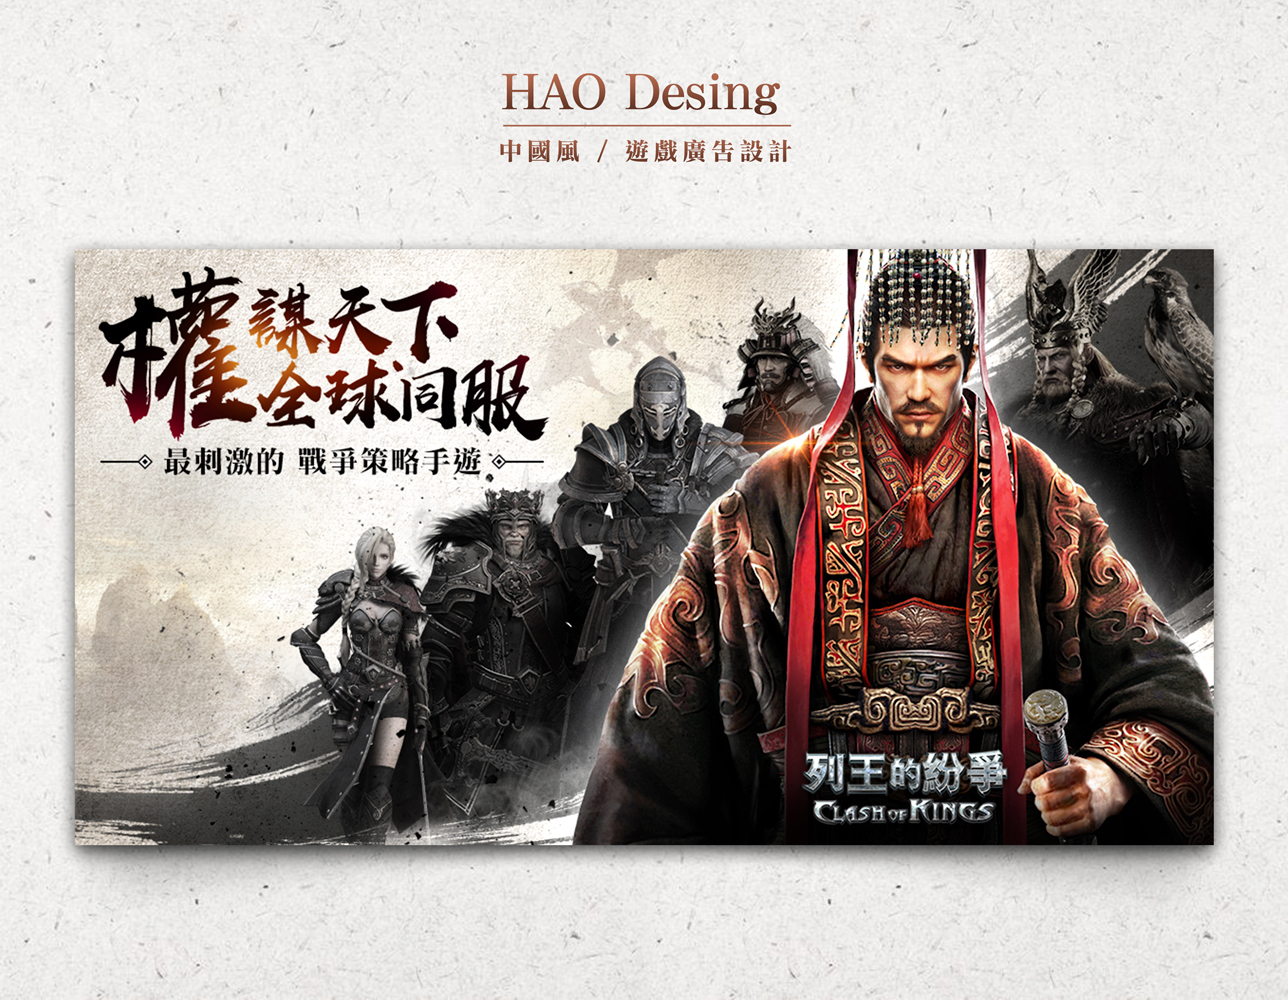 HAO Desing
中國風 / 遊戲廣告設計
權謀天下
全球同服
最刺激的 戰爭策略手遊
列王的紛爭
CLASH OF KINGS